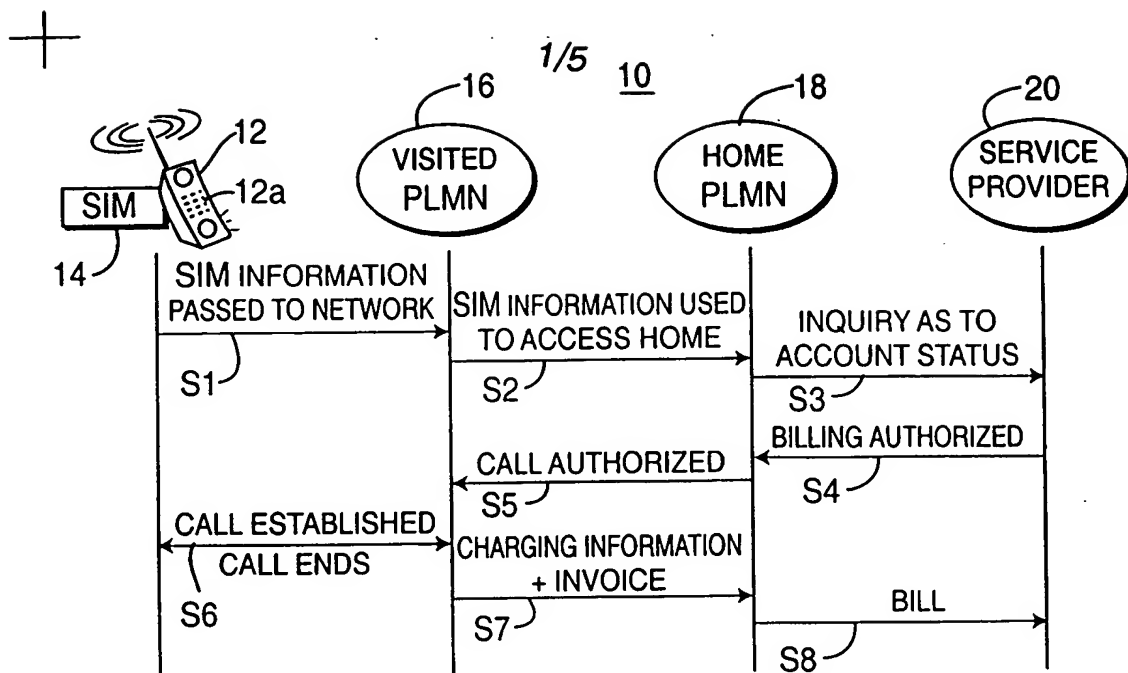 1/5
10
16
18
20
12
12a
VISITED
PLMN
HOME
PLMN
SERVICE
PROVIDER
SIM
14
SIM INFORMATION
PASSED TO NETWORK
S1
SIM INFORMATION USED
TO ACCESS HOME
S2
INQUIRY AS TO
ACCOUNT STATUS
S3
BILLING AUTHORIZED
S4
CALL AUTHORIZED
S5
CALL ESTABLISHED
CALL ENDS
S6
CHARGING INFORMATION
+ INVOICE
S7
BILL
S8